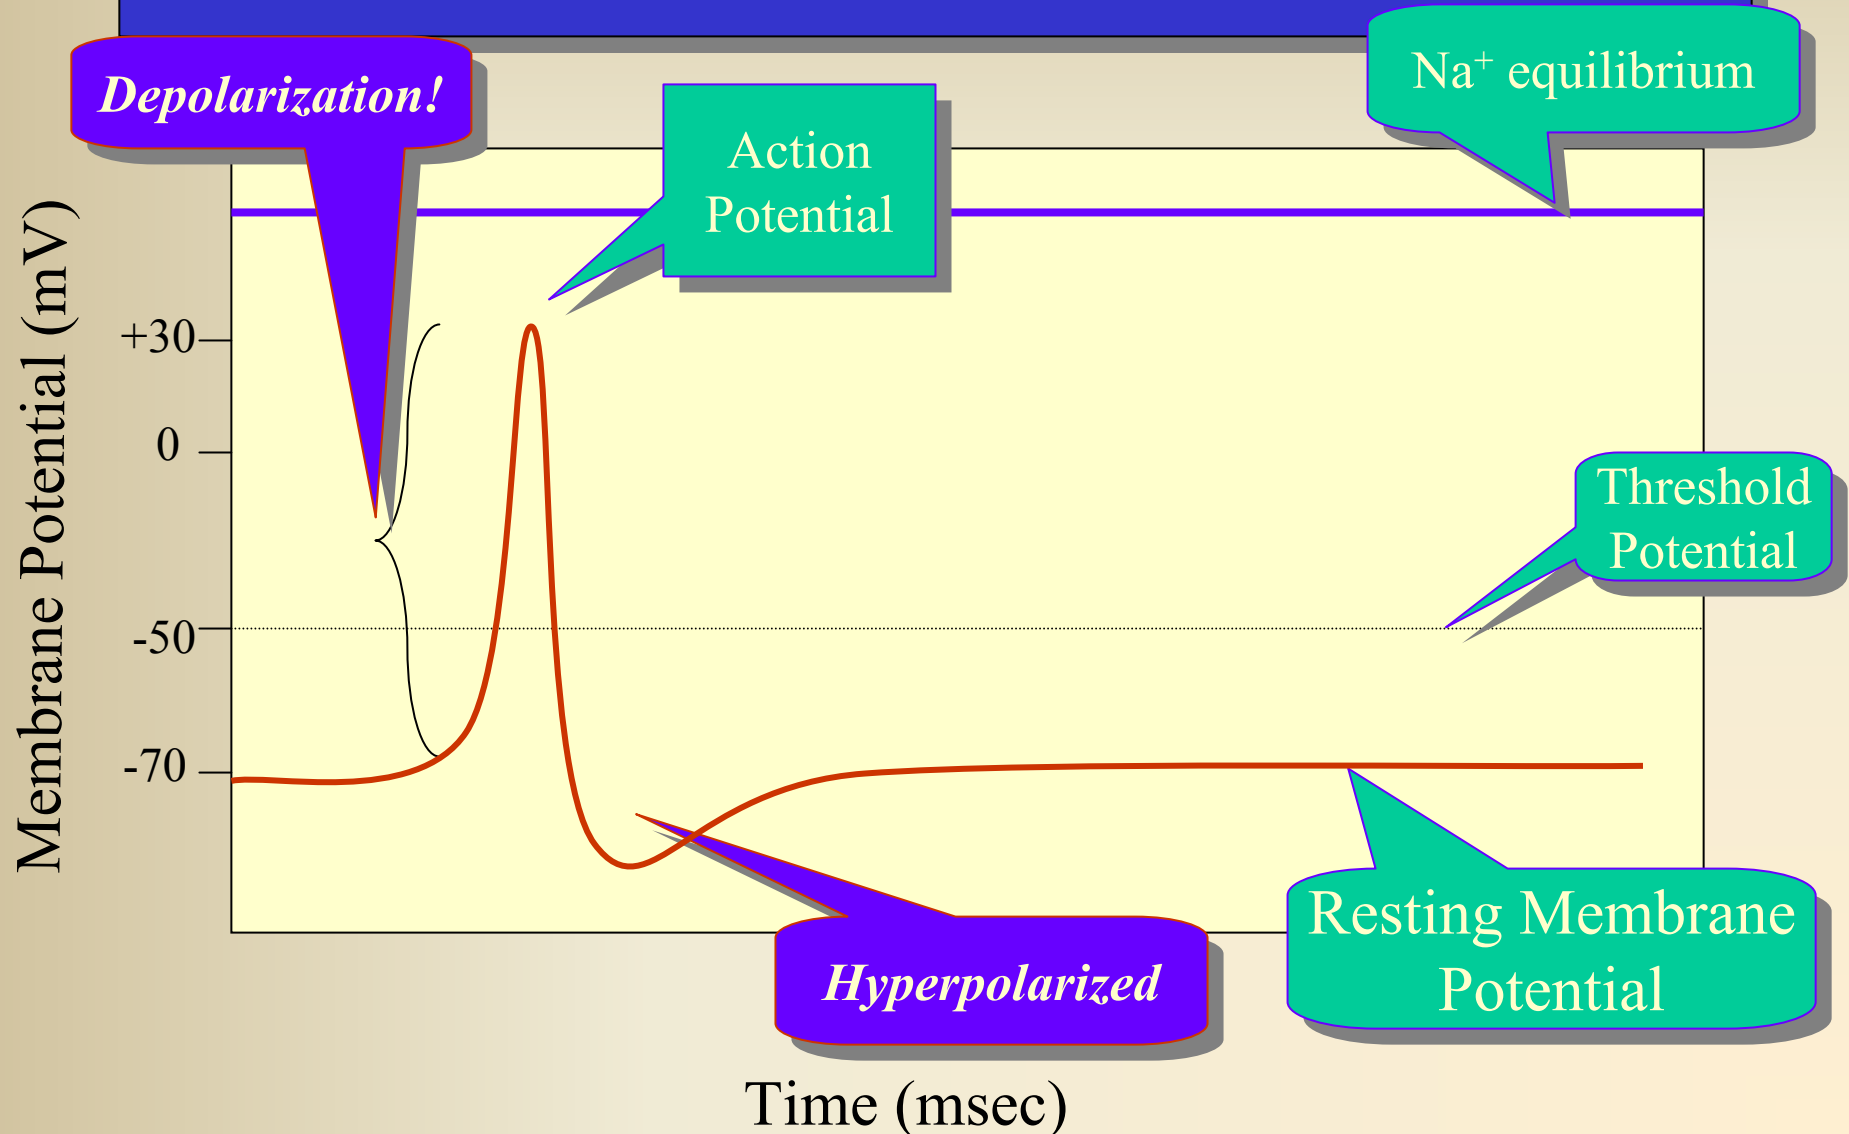 Depolarization!
Action
Potential
Na⁺ equilibrium
Membrane Potential (mV)
+30
0
-50
-70
Threshold
Potential
Resting Membrane
Potential
Hyperpolarized
Time (msec)